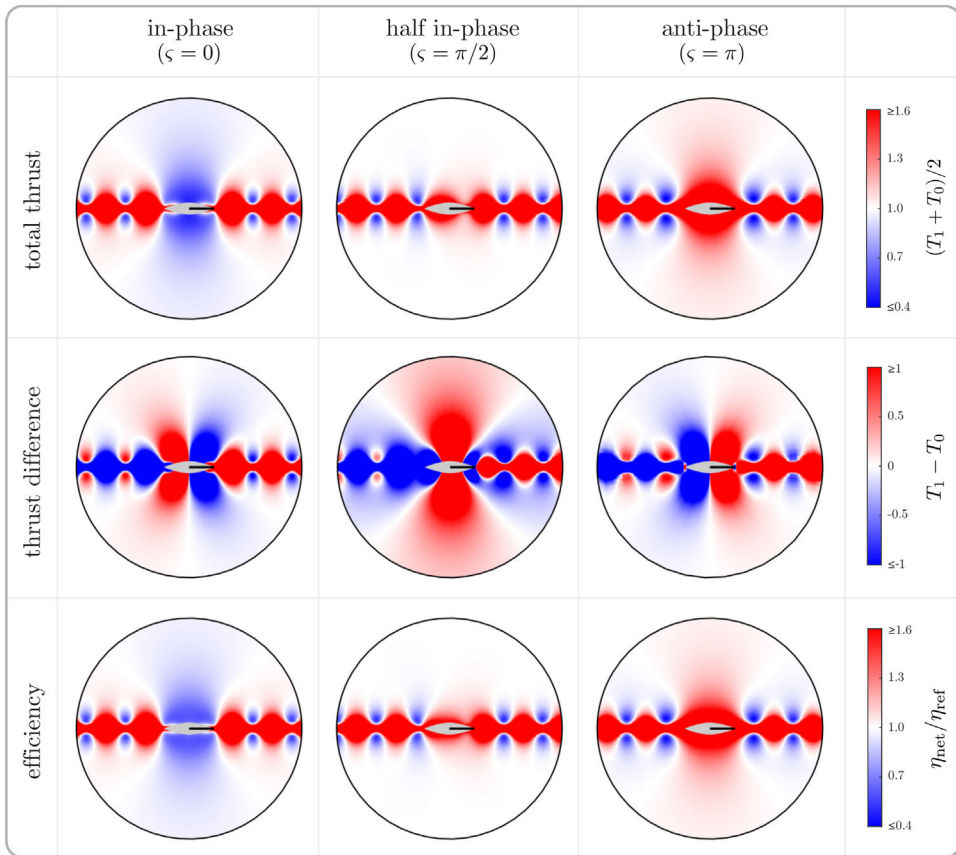 in-phase
(ς = 0)
half in-phase
(ς = π/2)
anti-phase
(ς = π)
total thrust
≥1.6
1.3
1.0
0.7
≤0.4
(T₁ + T₀)/2
thrust difference
≥1
0.5
0
-0.5
≤-1
T₁ − T₀
efficiency
≥1.6
1.3
1.0
0.7
≤0.4
η_net/η_ref